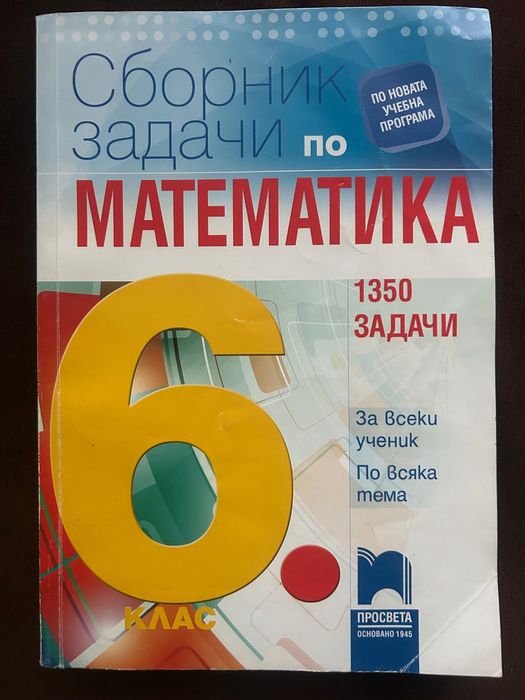 Сборник
задачи по
ПО НОВАТА
УЧЕБНА
ПРОГРАМА
МАТЕМАТИКА
1350
ЗАДАЧИ
6.
КЛАС
За всеки
ученик
По всяка
тема
ПРОСВЕТА
ОСНОВАНО 1945